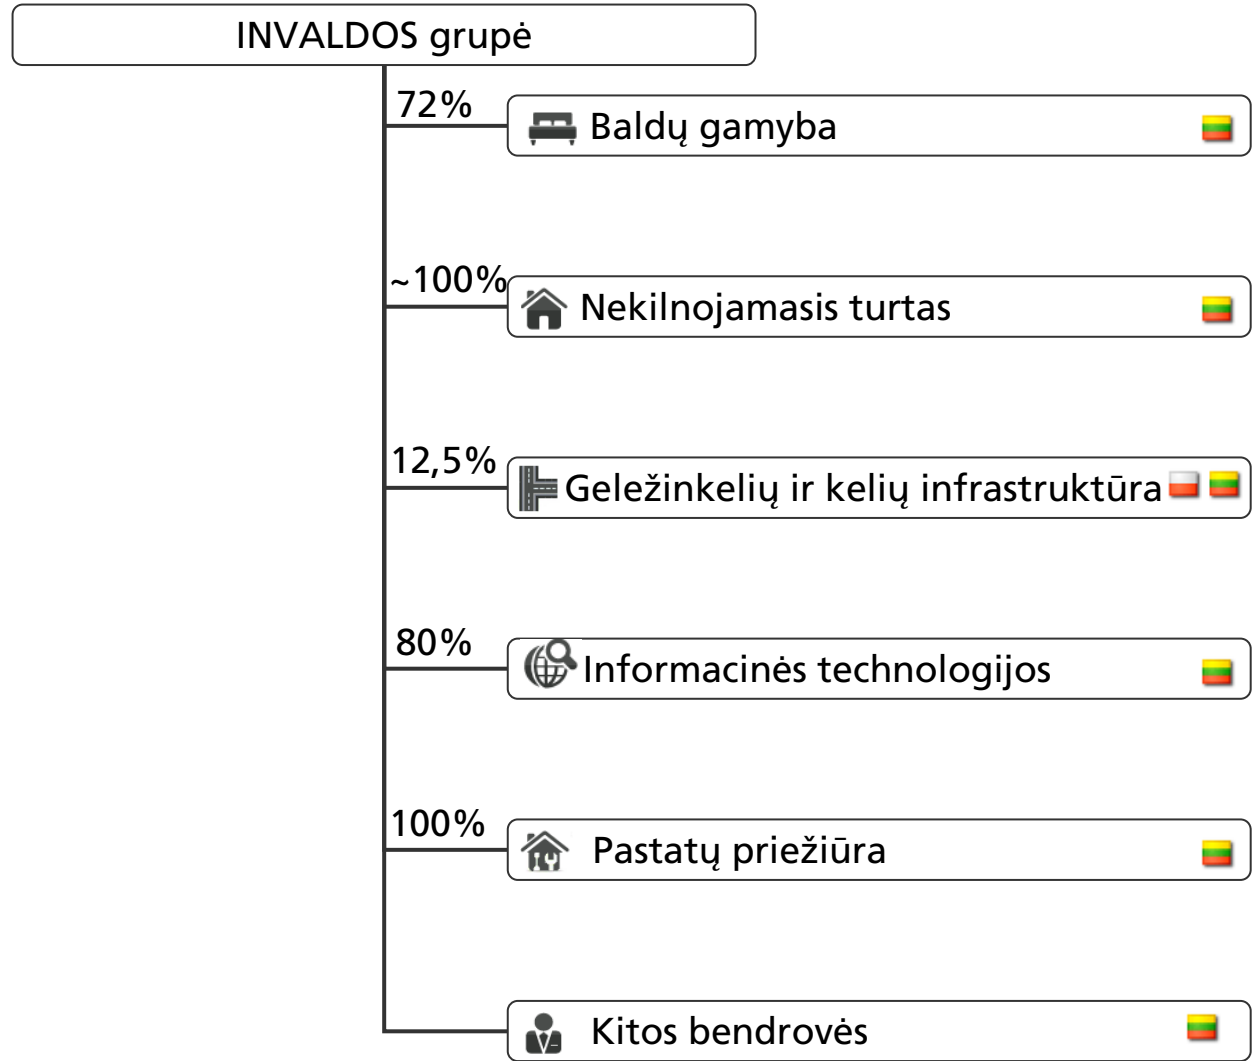 INVALDOS grupė
72%
Baldų gamyba
~100%
Nekilnojamasis turtas
12,5%
Geležinkelių ir kelių infrastruktūra
80%
Informacinės technologijos
100%
Pastatų priežiūra
Kitos bendrovės